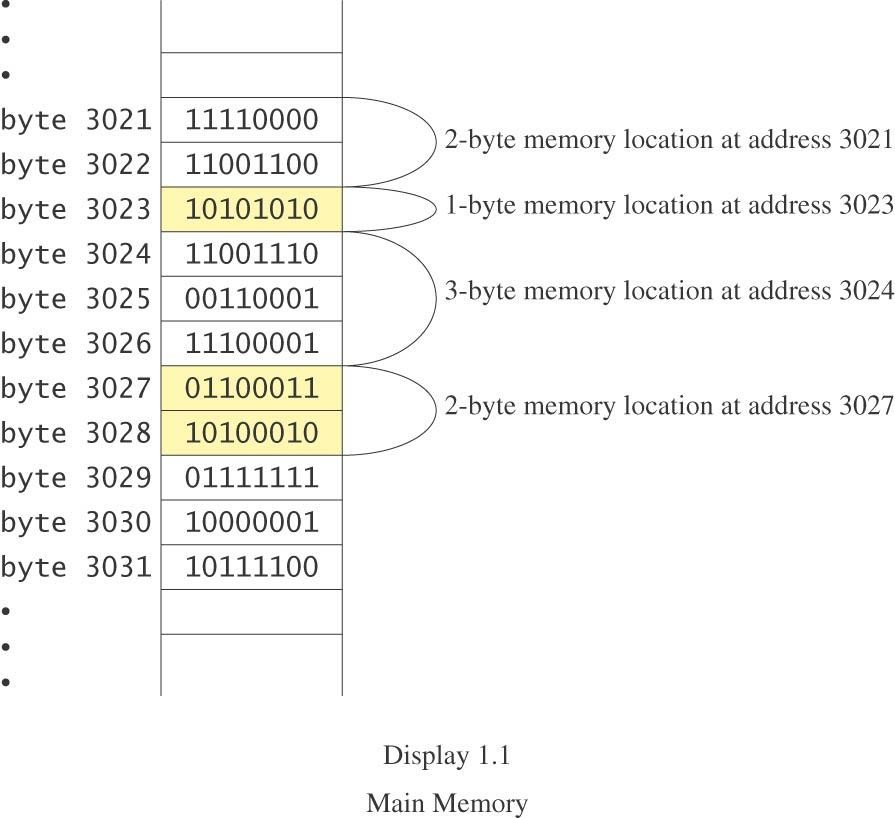 •
•
•
byte 3021 11110000
2-byte memory location at address 3021
byte 3022 11001100
byte 3023 10101010 1-byte memory location at address 3023
byte 3024 11001110
byte 3025 00110001 3-byte memory location at address 3024
byte 3026 11100001
byte 3027 01100011
2-byte memory location at address 3027
byte 3028 10100010
byte 3029 01111111
byte 3030 10000001
byte 3031 10111100
•
•
•
Display 1.1
Main Memory